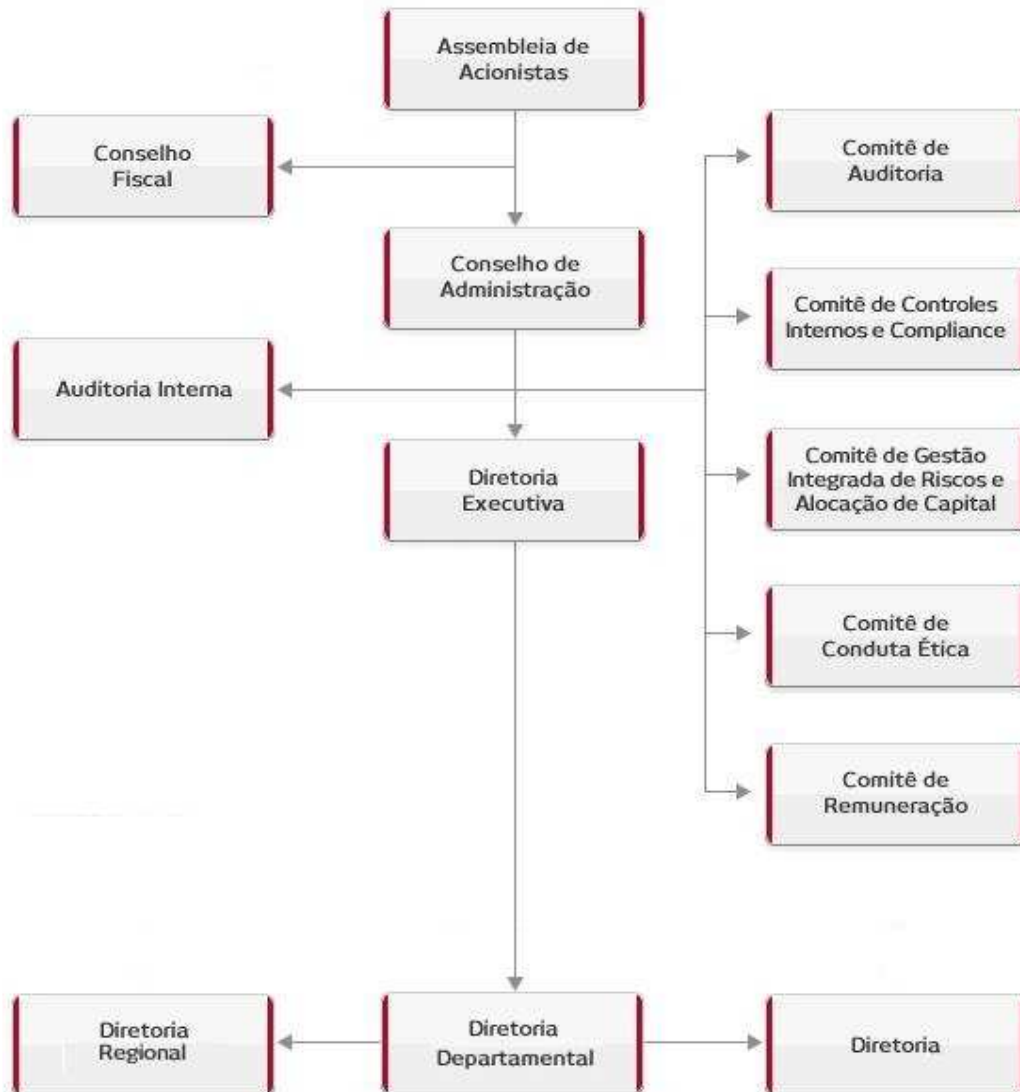 Assembleia de
Acionistas
Conselho
Fiscal
Comitê de
Auditoria
Conselho de
Administração
Comitê de Controles
Internos e Compliance
Auditoria Interna
Diretoria
Executiva
Comitê de Gestão
Integrada de Riscos e
Alocação de Capital
Comitê de
Conduta Ética
Comitê de
Remuneração
Diretoria
Regional
Diretoria
Departamental
Diretoria